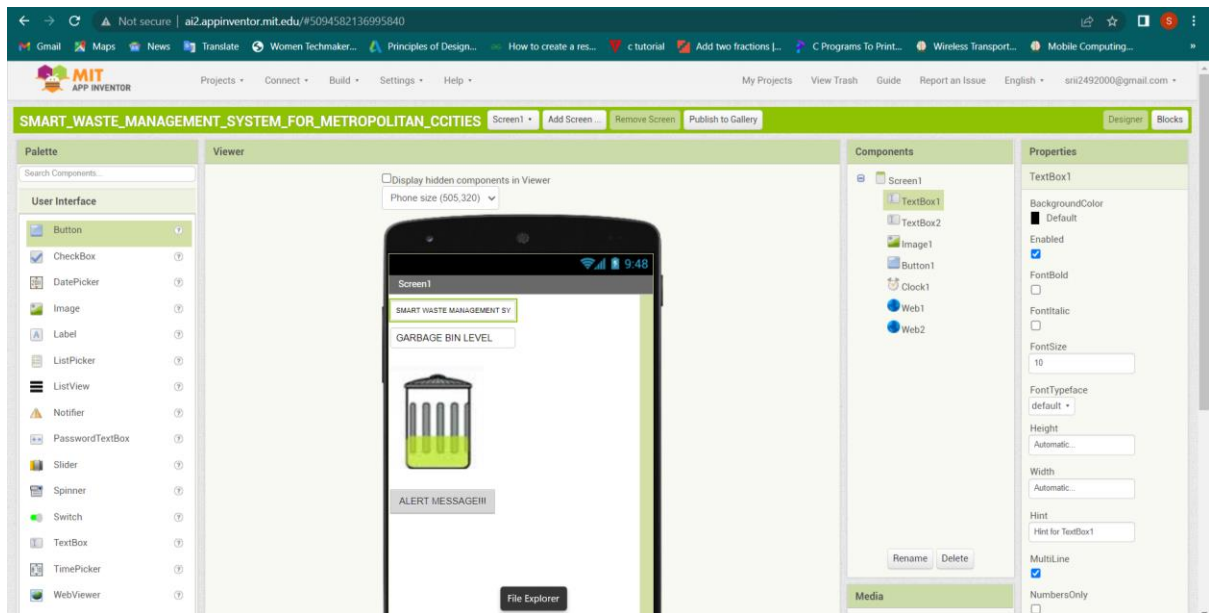 Not secure | ai2.appinventor.mit.edu/#5094582136995840
S
Gmail Maps News Translate Women Techmaker... Principles of Design... How to create a res... c tutorial Add two fractions |... C Programs To Print... Wireless Transport... Mobile Computing... »
MIT
APP INVENTOR
Projects Connect Build Settings Help
My Projects View Trash Guide Report an Issue English srii2492000@gmail.com
SMART_WASTE_MANAGEMENT_SYSTEM_FOR_METROPOLITAN_CCITIES Screen1 Add Screen ... Remove Screen Publish to Gallery Designer Blocks
Palette
Search Components...
User Interface
Button ?
CheckBox ?
DatePicker ?
Image ?
Label ?
ListPicker ?
ListView ?
Notifier ?
PasswordTextBox ?
Slider ?
Spinner ?
Switch ?
TextBox ?
TimePicker ?
WebViewer ?
Viewer
Display hidden components in Viewer
Phone size (505,320)
9:48
Screen1
SMART WASTE MANAGEMENT SY
GARBAGE BIN LEVEL
ALERT MESSAGE!!!
File Explorer
Components
Screen1
TextBox1
TextBox2
Image1
Button1
Clock1
Web1
Web2
Rename Delete
Media
Properties
TextBox1
BackgroundColor
Default
Enabled
FontBold
FontItalic
FontSize
10
FontTypeface
default
Height
Automatic...
Width
Automatic...
Hint
Hint for TextBox1
MultiLine
NumbersOnly